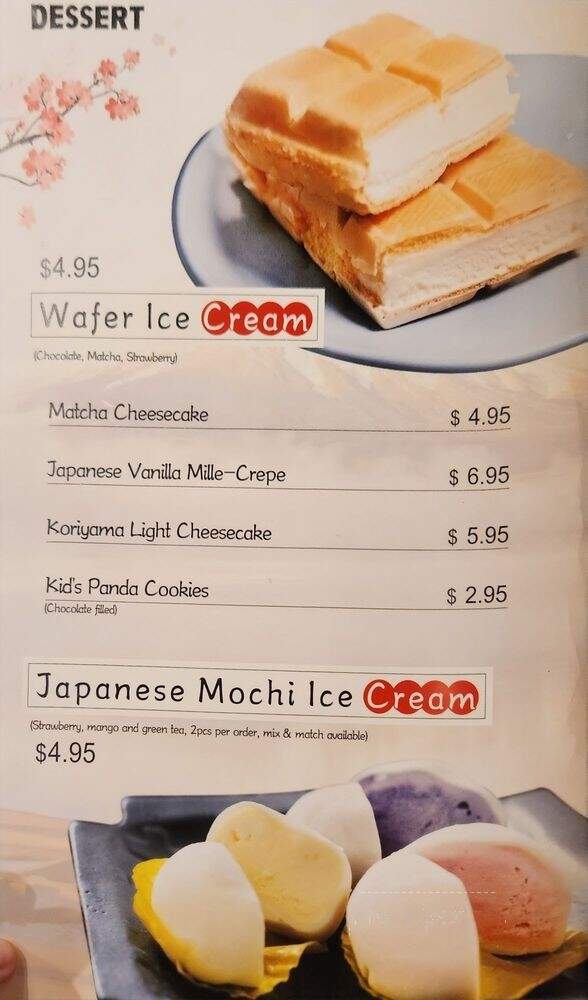 DESSERT
$4.95
Wafer Ice Cream
(Chocolate, Matcha, Strawberry)
Matcha Cheesecake $ 4.95
Japanese Vanilla Mille-Crepe $ 6.95
Koriyama Light Cheesecake $ 5.95
Kid's Panda Cookies $ 2.95
(Chocolate filled)
Japanese Mochi Ice Cream
(Strawberry, mango and green tea, 2pcs per order, mix & match available)
$4.95